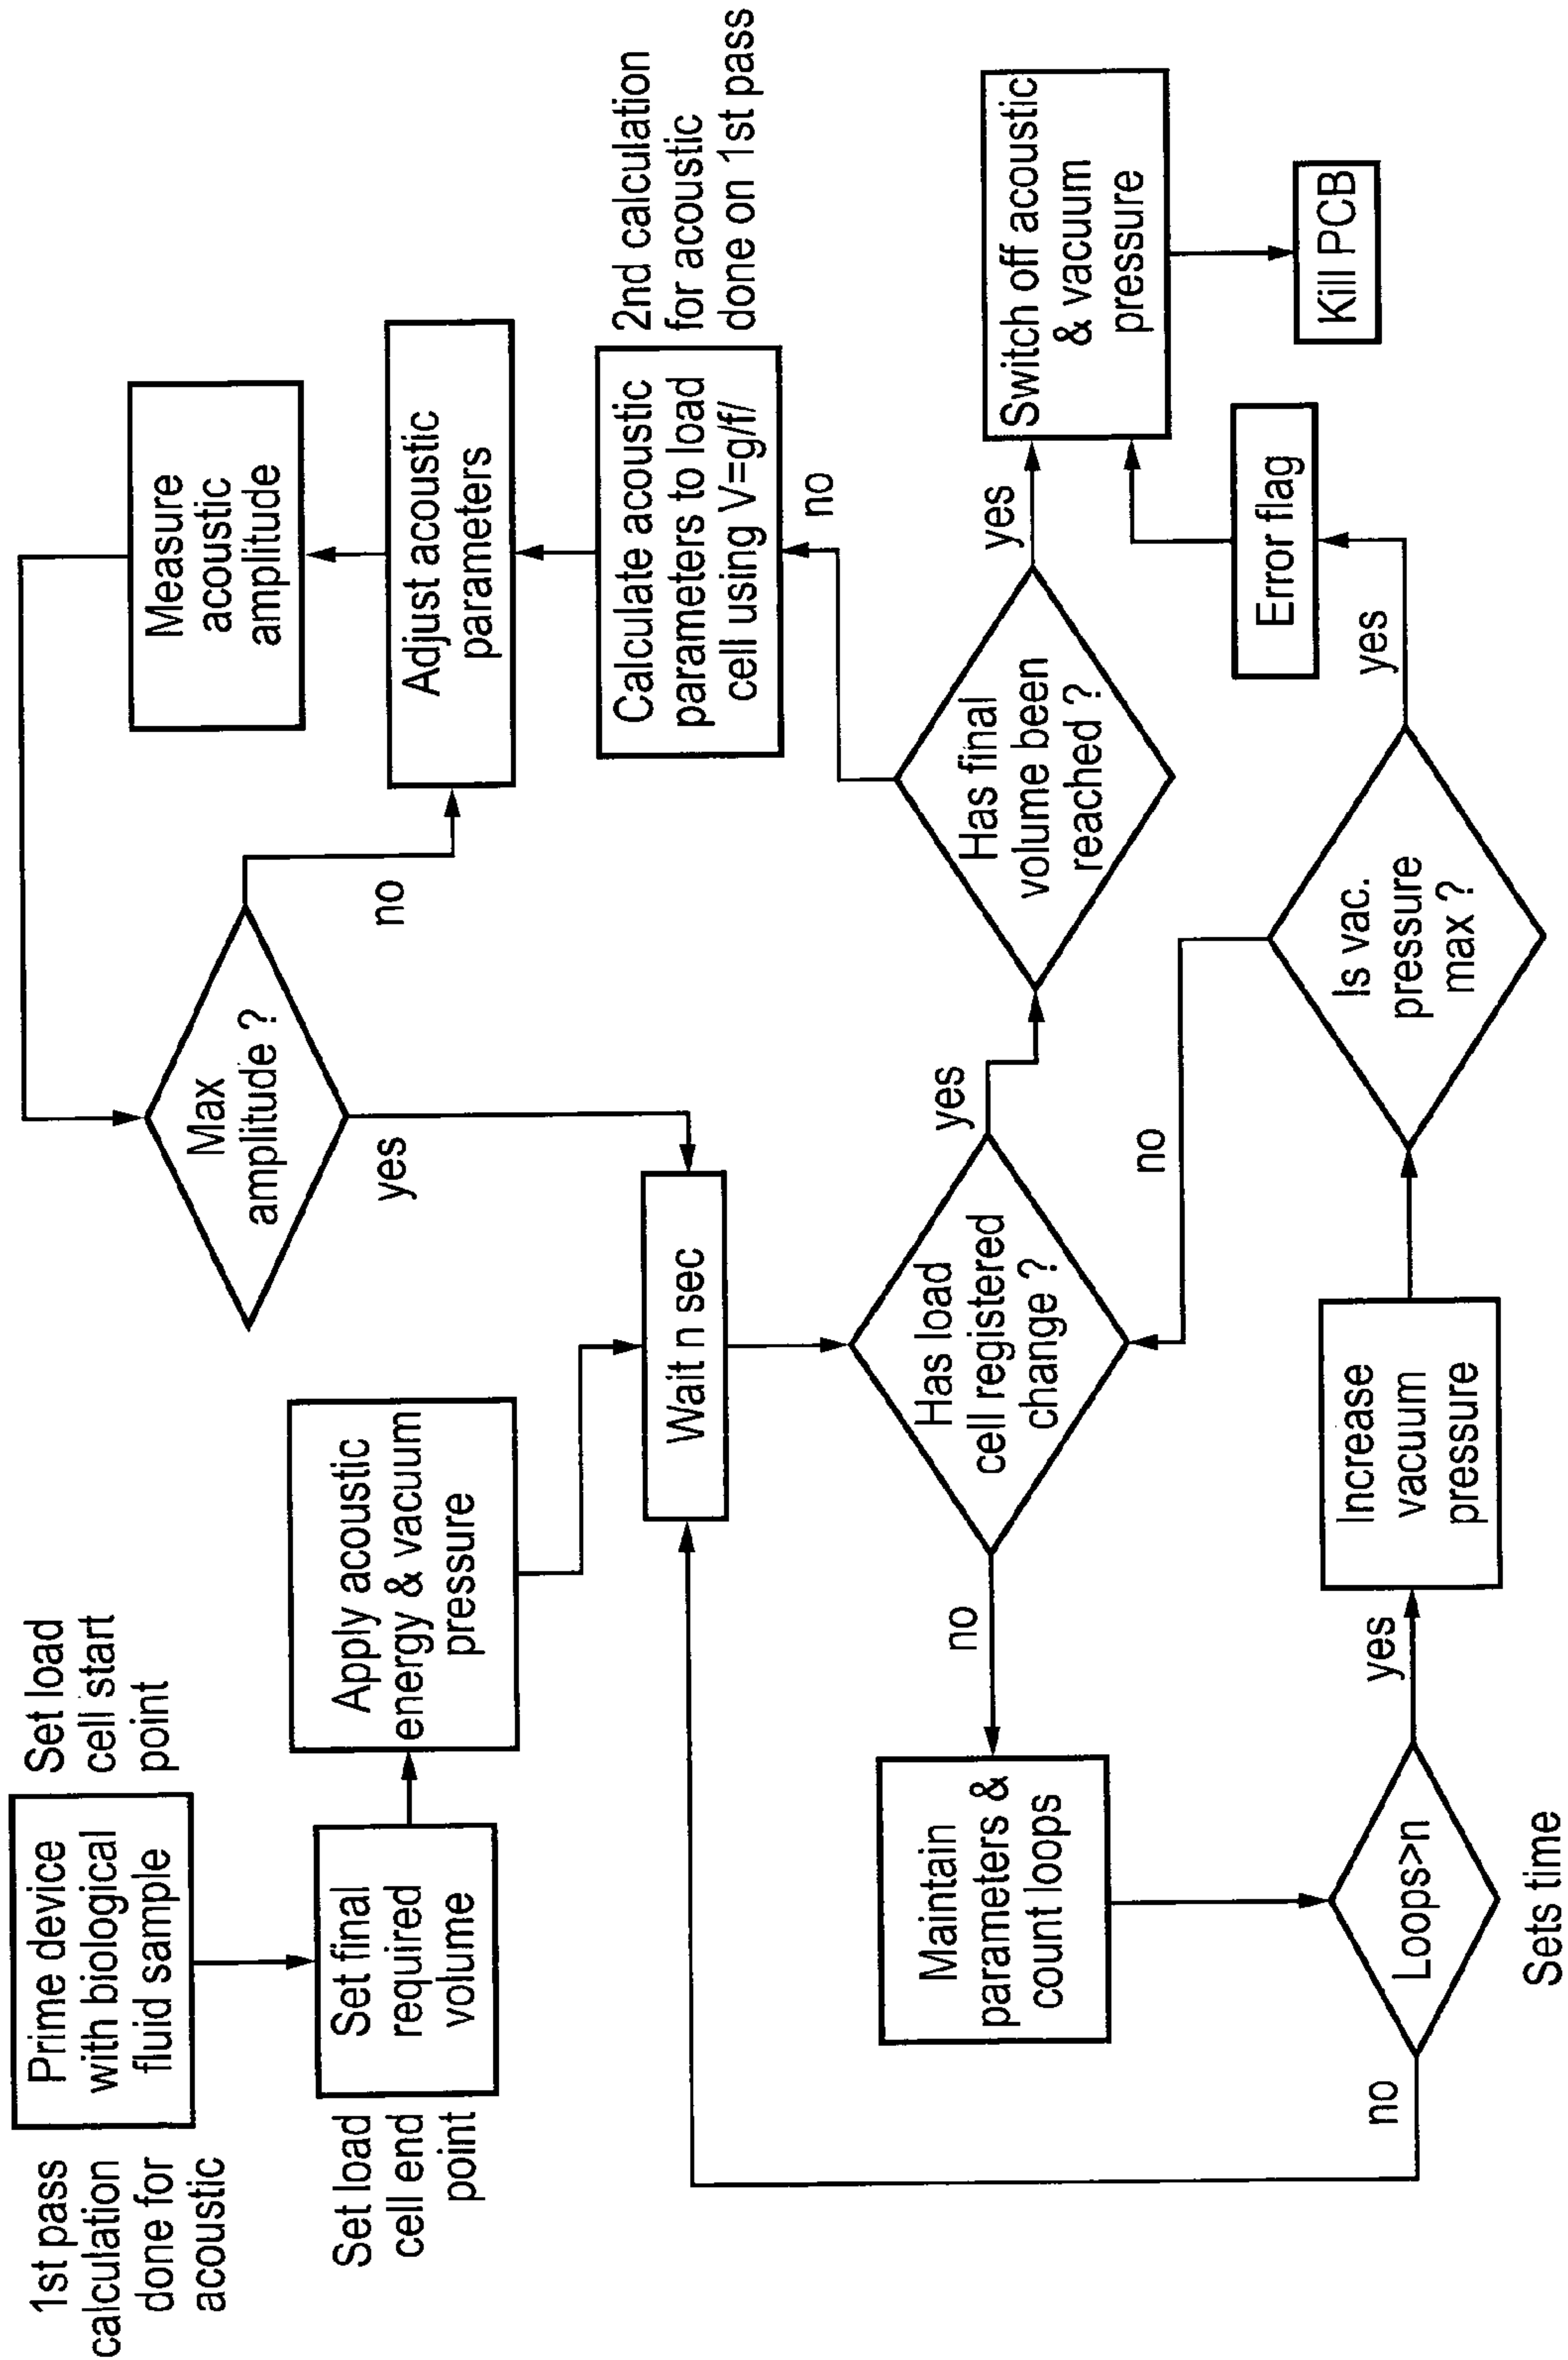 1st pass
calculation
done for
acoustic
Prime device
with biological
fluid sample
Set load
cell start
point
Set load
cell end
point
Set final
required
volume
Apply acoustic
energy & vacuum
pressure
Max
amplitude ?
yes
no
Measure
acoustic
amplitude
Adjust acoustic
parameters
Calculate acoustic
parameters to load
cell using V=g/f/
2nd calculation
for acoustic
done on 1st pass
Wait n sec
Has load
cell registered
change ?
no
yes
Has final
volume been
reached ?
no
yes
Switch off acoustic
& vacuum
pressure
Kill PCB
Maintain
parameters &
count loops
Loops>n
no
yes
Sets time
Increase
vacuum
pressure
Is vac.
pressure
max ?
no
yes
Error flag